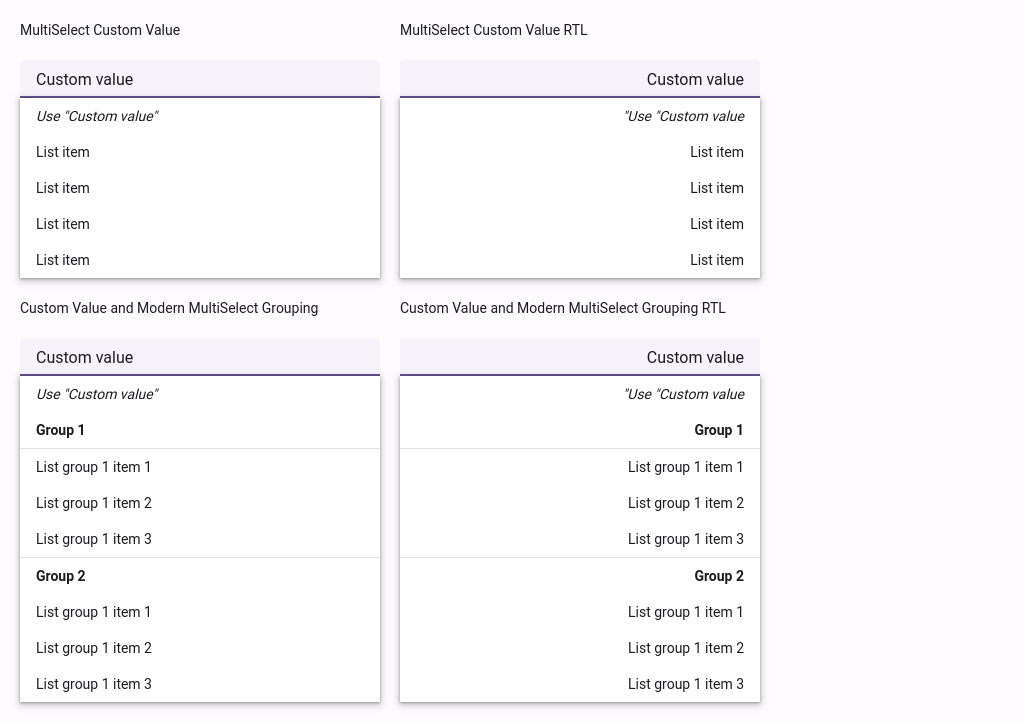 MultiSelect Custom Value
Custom value
Use "Custom value"
List item
List item
List item
List item
MultiSelect Custom Value RTL
Custom value
"Use "Custom value
List item
List item
List item
List item
Custom Value and Modern MultiSelect Grouping
Custom value
Use "Custom value"
Group 1
List group 1 item 1
List group 1 item 2
List group 1 item 3
Group 2
List group 1 item 1
List group 1 item 2
List group 1 item 3
Custom Value and Modern MultiSelect Grouping RTL
Custom value
"Use "Custom value
Group 1
List group 1 item 1
List group 1 item 2
List group 1 item 3
Group 2
List group 1 item 1
List group 1 item 2
List group 1 item 3